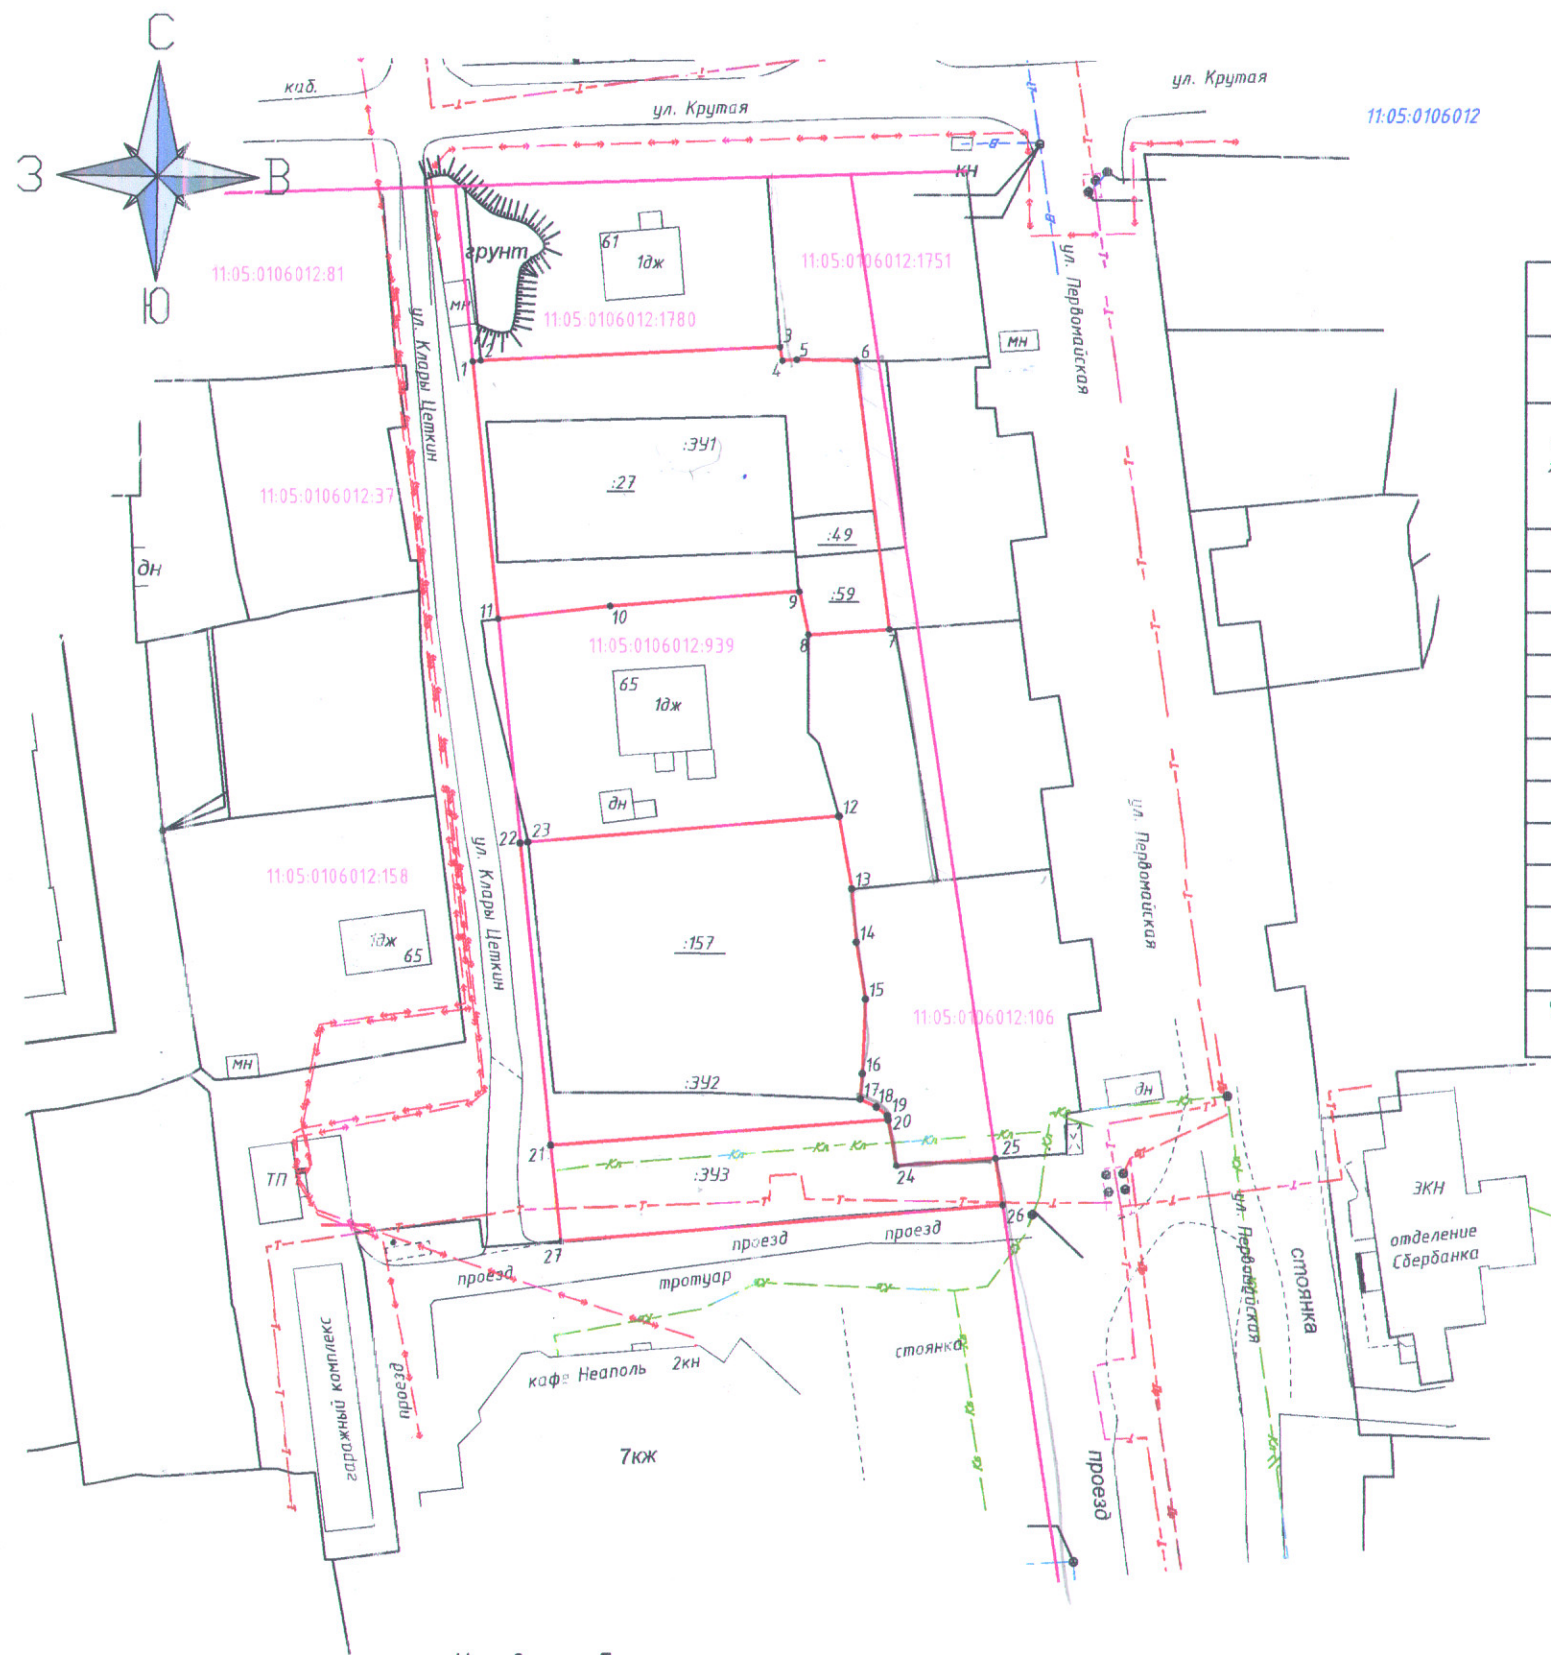 С
З
В
Ю
каб.
ул. Крутая
ул. Крутая
11:05:0106012
КН
грунт
61
1дж
11:05:0106012:81
11:05:0106012:1751
мн
11:05:0106012:1780
ул. Первомайская
ул. Клары Цеткин
мн
1
2
3
4
5
6
:ЗУ1
:27
11:05:0106012:37
:49
дн
:59
9
10
11
8
7
11:05:0106012:939
65
1дж
дн
12
22
23
ул. Первомайская
ул. Клары Цеткин
11:05:0106012:158
13
1дж
65
:157
14
15
11:05:0106012:106
16
мн
:ЗУ2
17
18
19
20
дн
21
25
24
ТП
:ЗУ3
26
27
ЗКН
отделение
Сбербанка
проезд
проезд
проезд
тротуар
ул. Первомайская
стоянка
гаражный комплекс
проезд
кафе Неаполь
2кн
стоянка
7кж
проезд